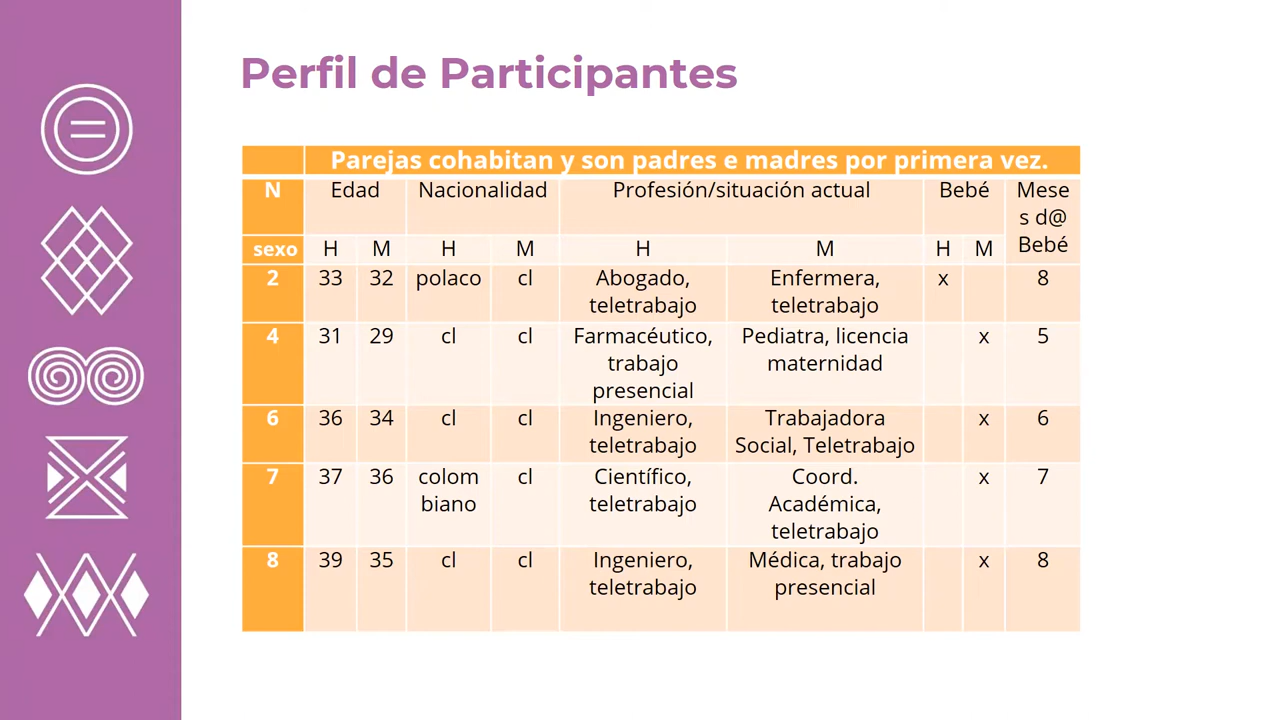 Perfil de Participantes
Parejas cohabitan y son padres e madres por primera vez.
N Edad Nacionalidad Profesión/situación actual Bebé Mese
s d@
Bebé
sexo H M H M H M H M
2 33 32 polaco cl Abogado, Enfermera, x 8
teletrabajo teletrabajo
4 31 29 cl cl Farmacéutico, Pediatra, licencia x 5
trabajo maternidad
presencial
6 36 34 cl cl Ingeniero, Trabajadora x 6
teletrabajo Social, Teletrabajo
7 37 36 colom cl Científico, Coord. x 7
biano teletrabajo Académica,
teletrabajo
8 39 35 cl cl Ingeniero, Médica, trabajo x 8
teletrabajo presencial